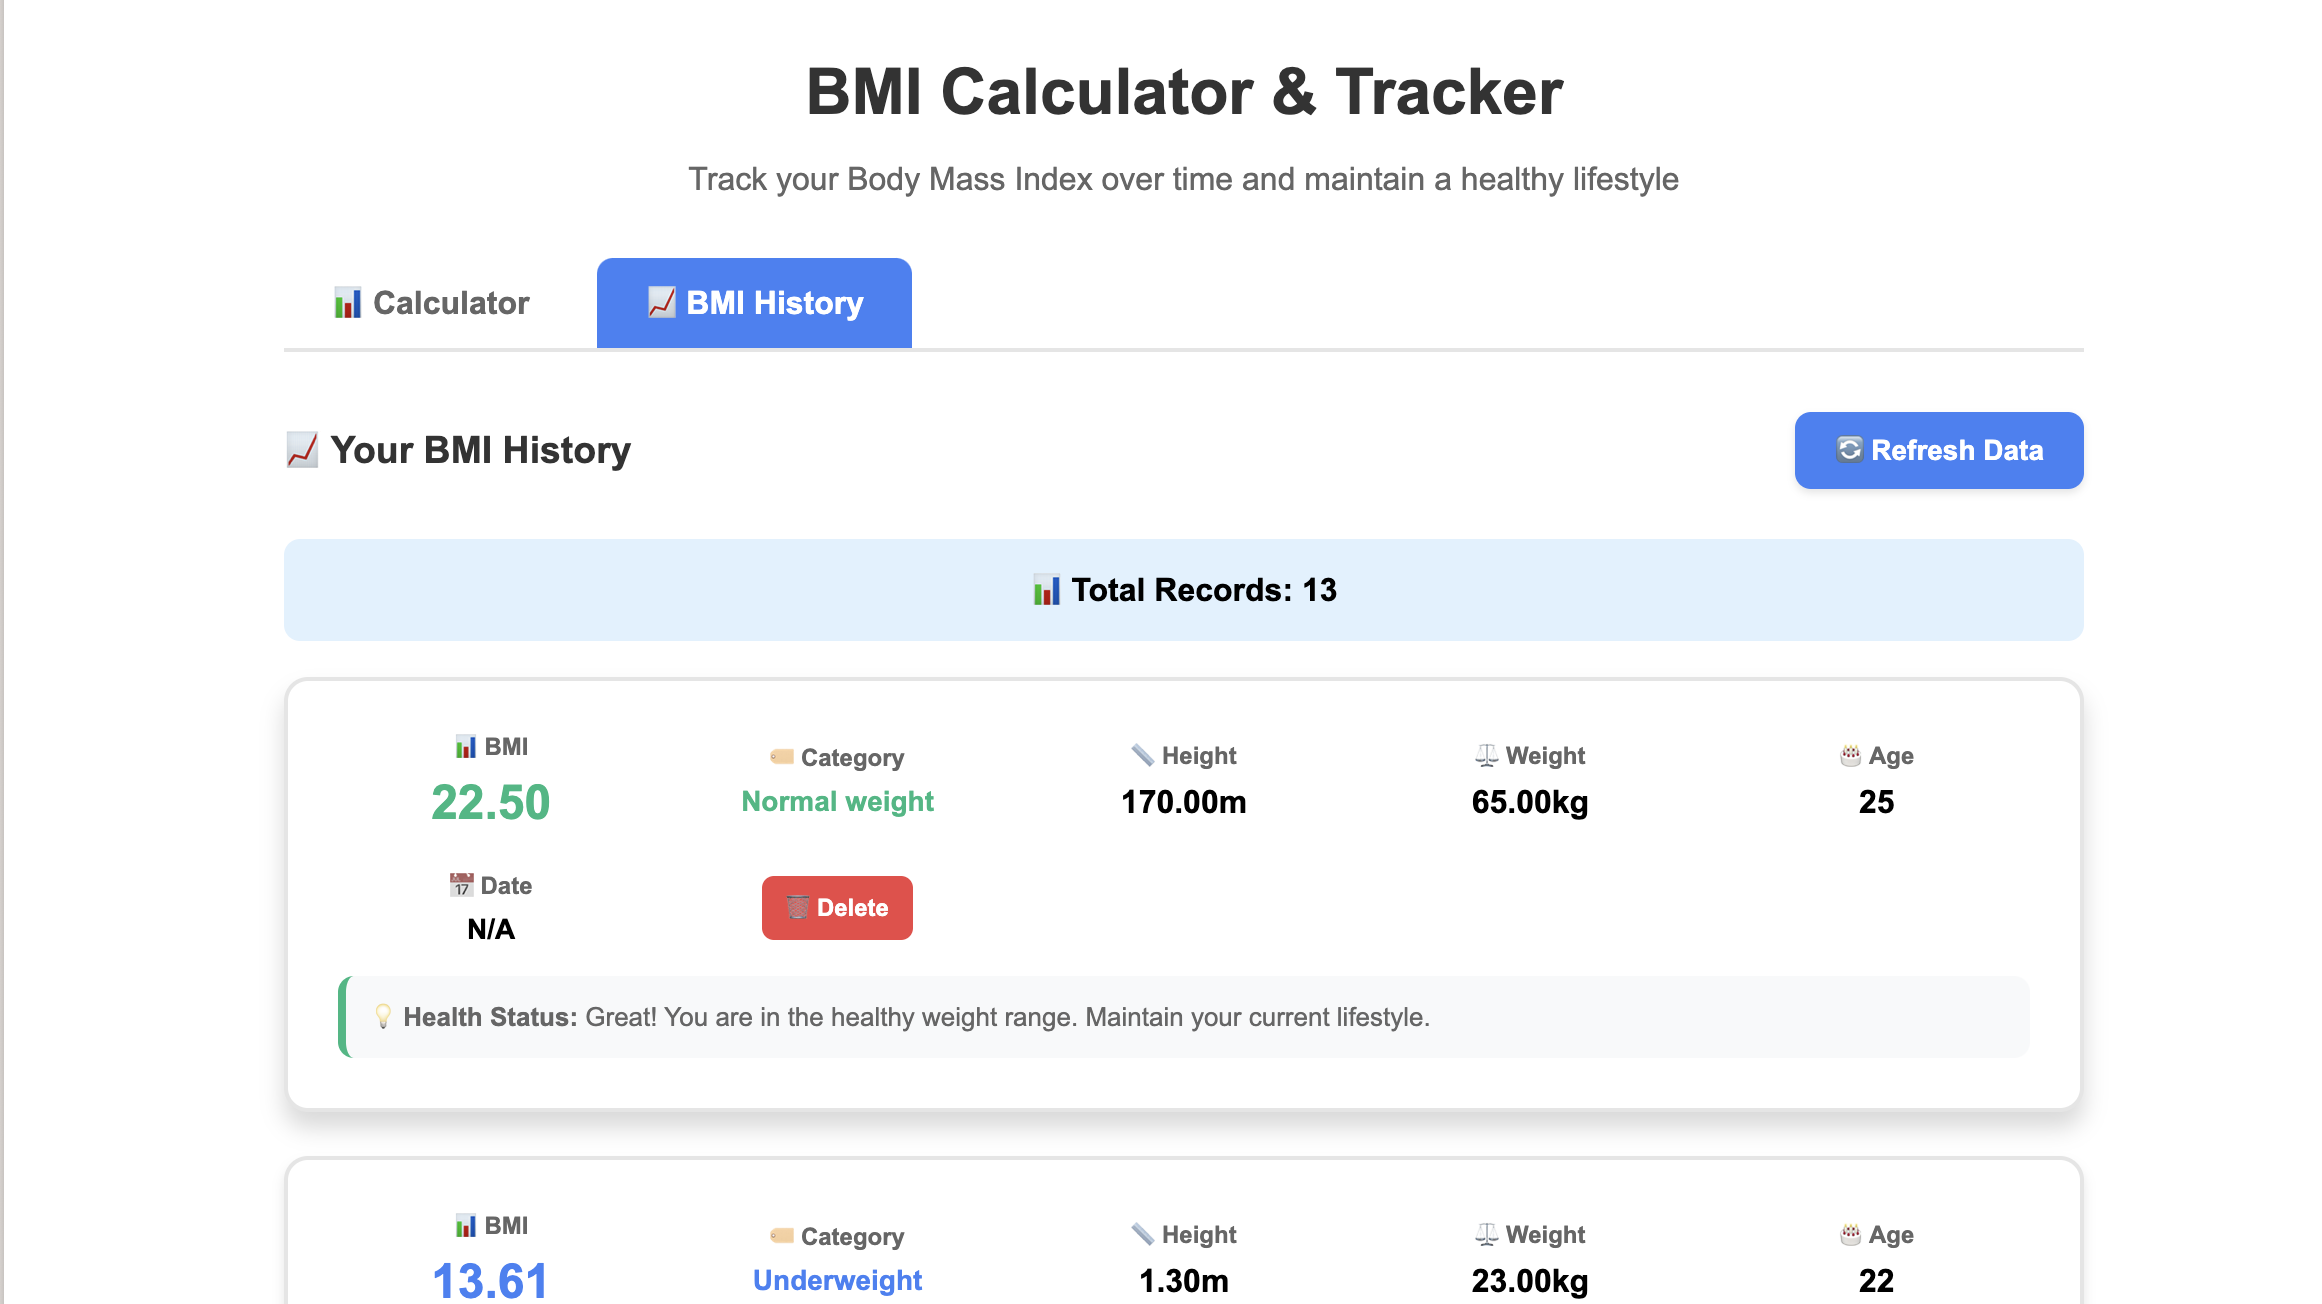 BMI Calculator & Tracker
Track your Body Mass Index over time and maintain a healthy lifestyle
Calculator
BMI History
Your BMI History
Refresh Data
Total Records: 13
BMI
22.50
Category
Normal weight
Height
170.00m
Weight
65.00kg
Age
25
Date
N/A
Delete
Health Status: Great! You are in the healthy weight range. Maintain your current lifestyle.
BMI
13.61
Category
Underweight
Height
1.30m
Weight
23.00kg
Age
22